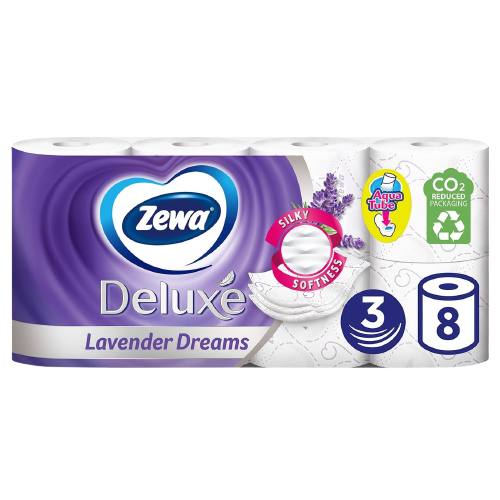 Zewa
Deluxe
Lavender Dreams
SILKY
SOFTNESS
Aqua
Tube
CO2
REDUCED
PACKAGING
3
8